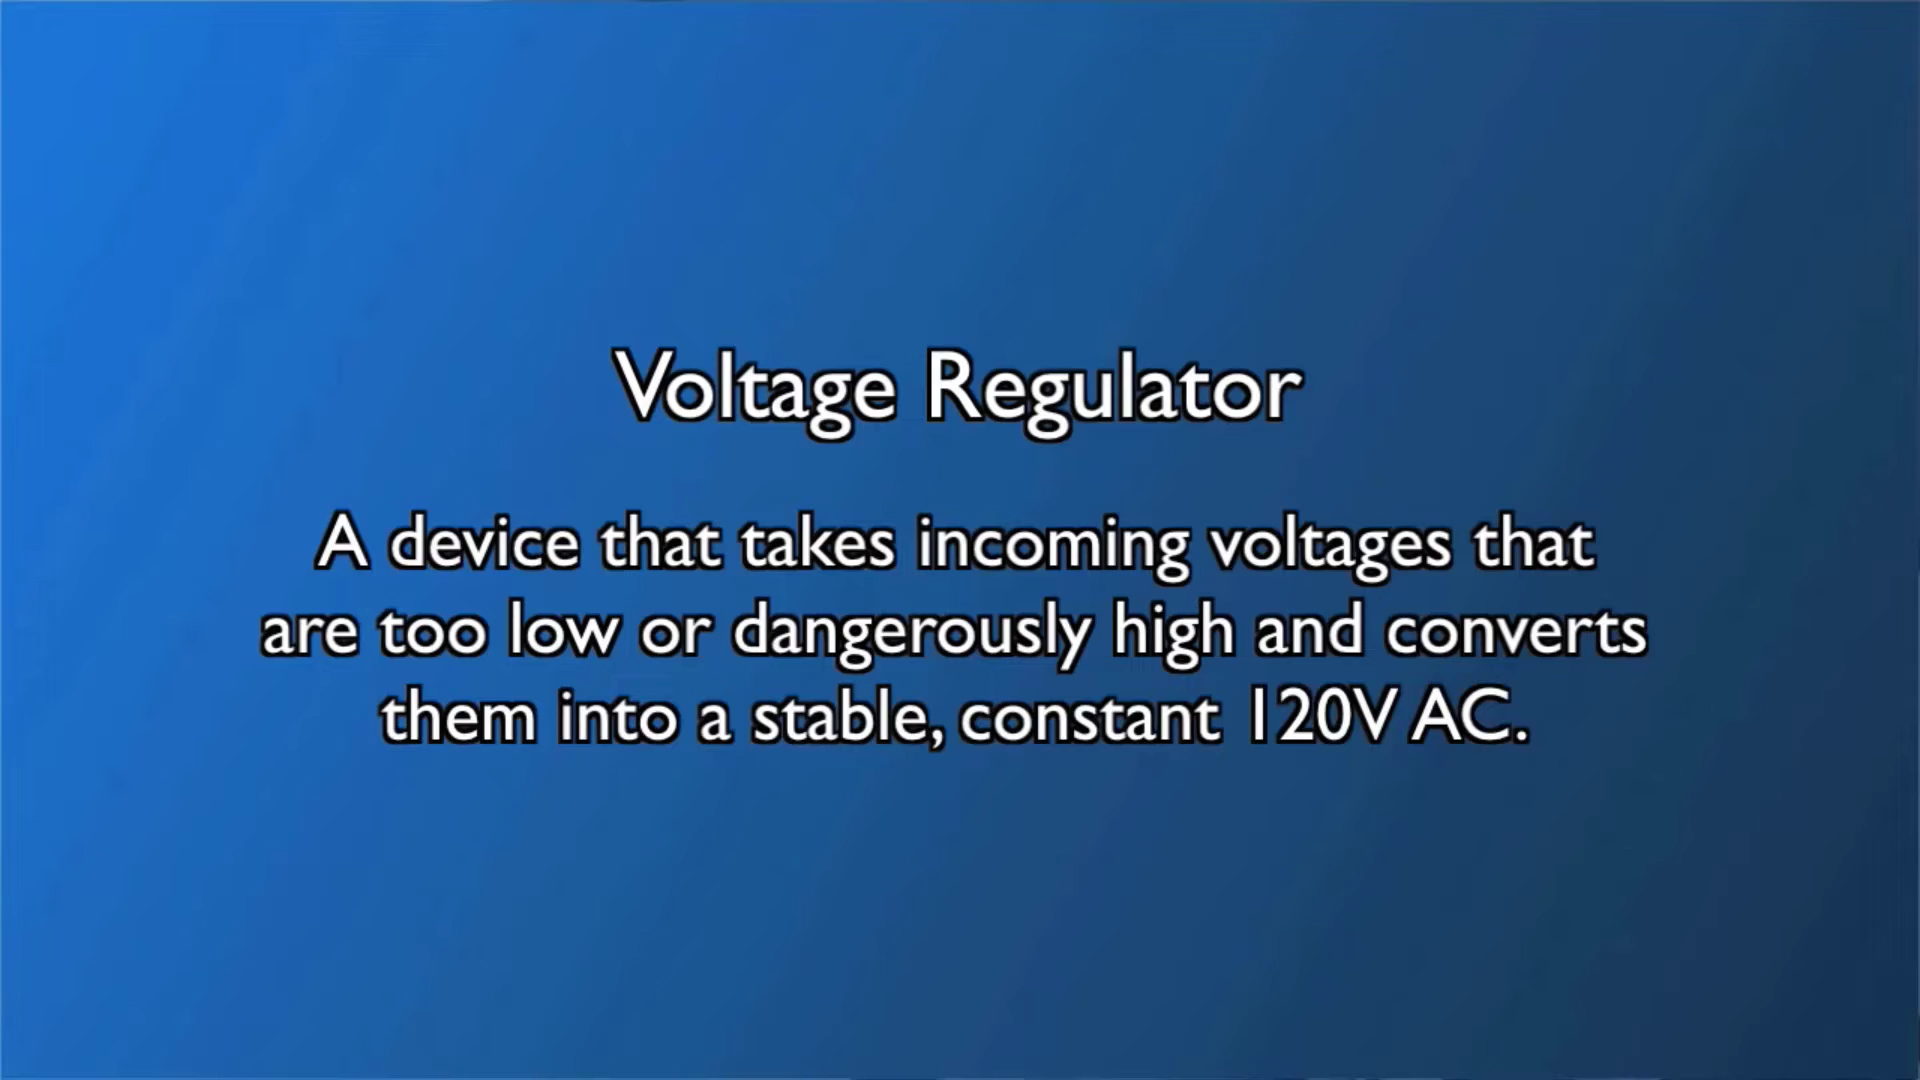 Voltage Regulator
A device that takes incoming voltages that
are too low or dangerously high and converts
them into a stable, constant 120V AC.